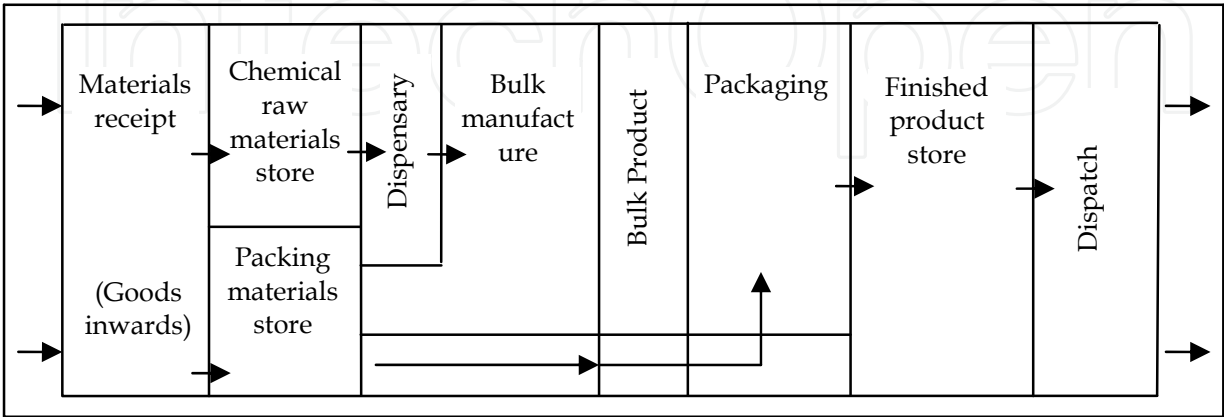 IntechOpen
Materials
receipt
(Goods
inwards)
Chemical
raw
materials
store
Packing
materials
store
Dispensary
Bulk
manufact
ure
Bulk Product
Packaging
Finished
product
store
Dispatch